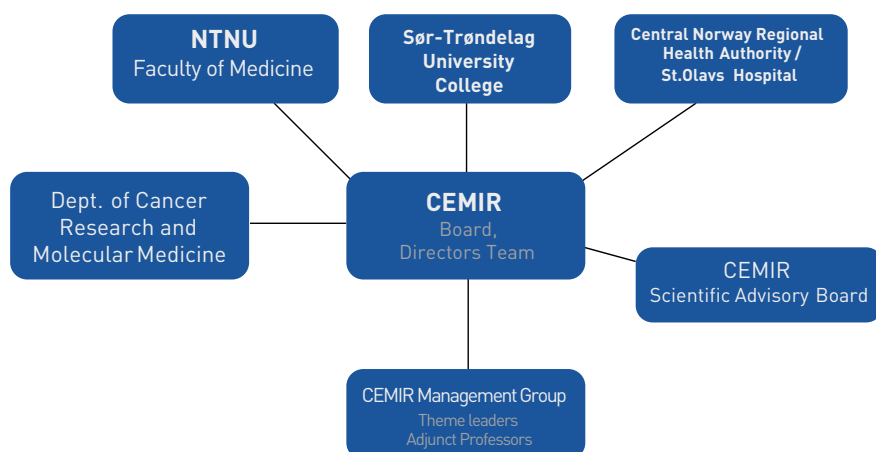 NTNU
Faculty of Medicine
Sør-Trøndelag
University
College
Central Norway Regional
Health Authority /
St.Olavs Hospital
Dept. of Cancer
Research and
Molecular Medicine
CEMIR
Board,
Directors Team
CEMIR
Scientific Advisory Board
CEMIR Management Group
Theme leaders
Adjunct Professors